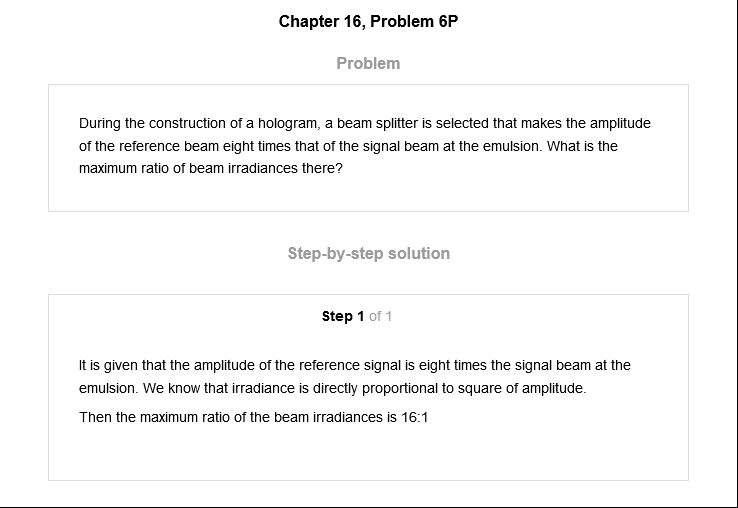 Chapter 16, Problem 6P
Problem
During the construction of a hologram, a beam splitter is selected that makes the amplitude
of the reference beam eight times that of the signal beam at the emulsion. What is the
maximum ratio of beam irradiances there?
Step-by-step solution
Step 1 of 1
It is given that the amplitude of the reference signal is eight times the signal beam at the
emulsion. We know that irradiance is directly proportional to square of amplitude.
Then the maximum ratio of the beam irradiances is 16:1